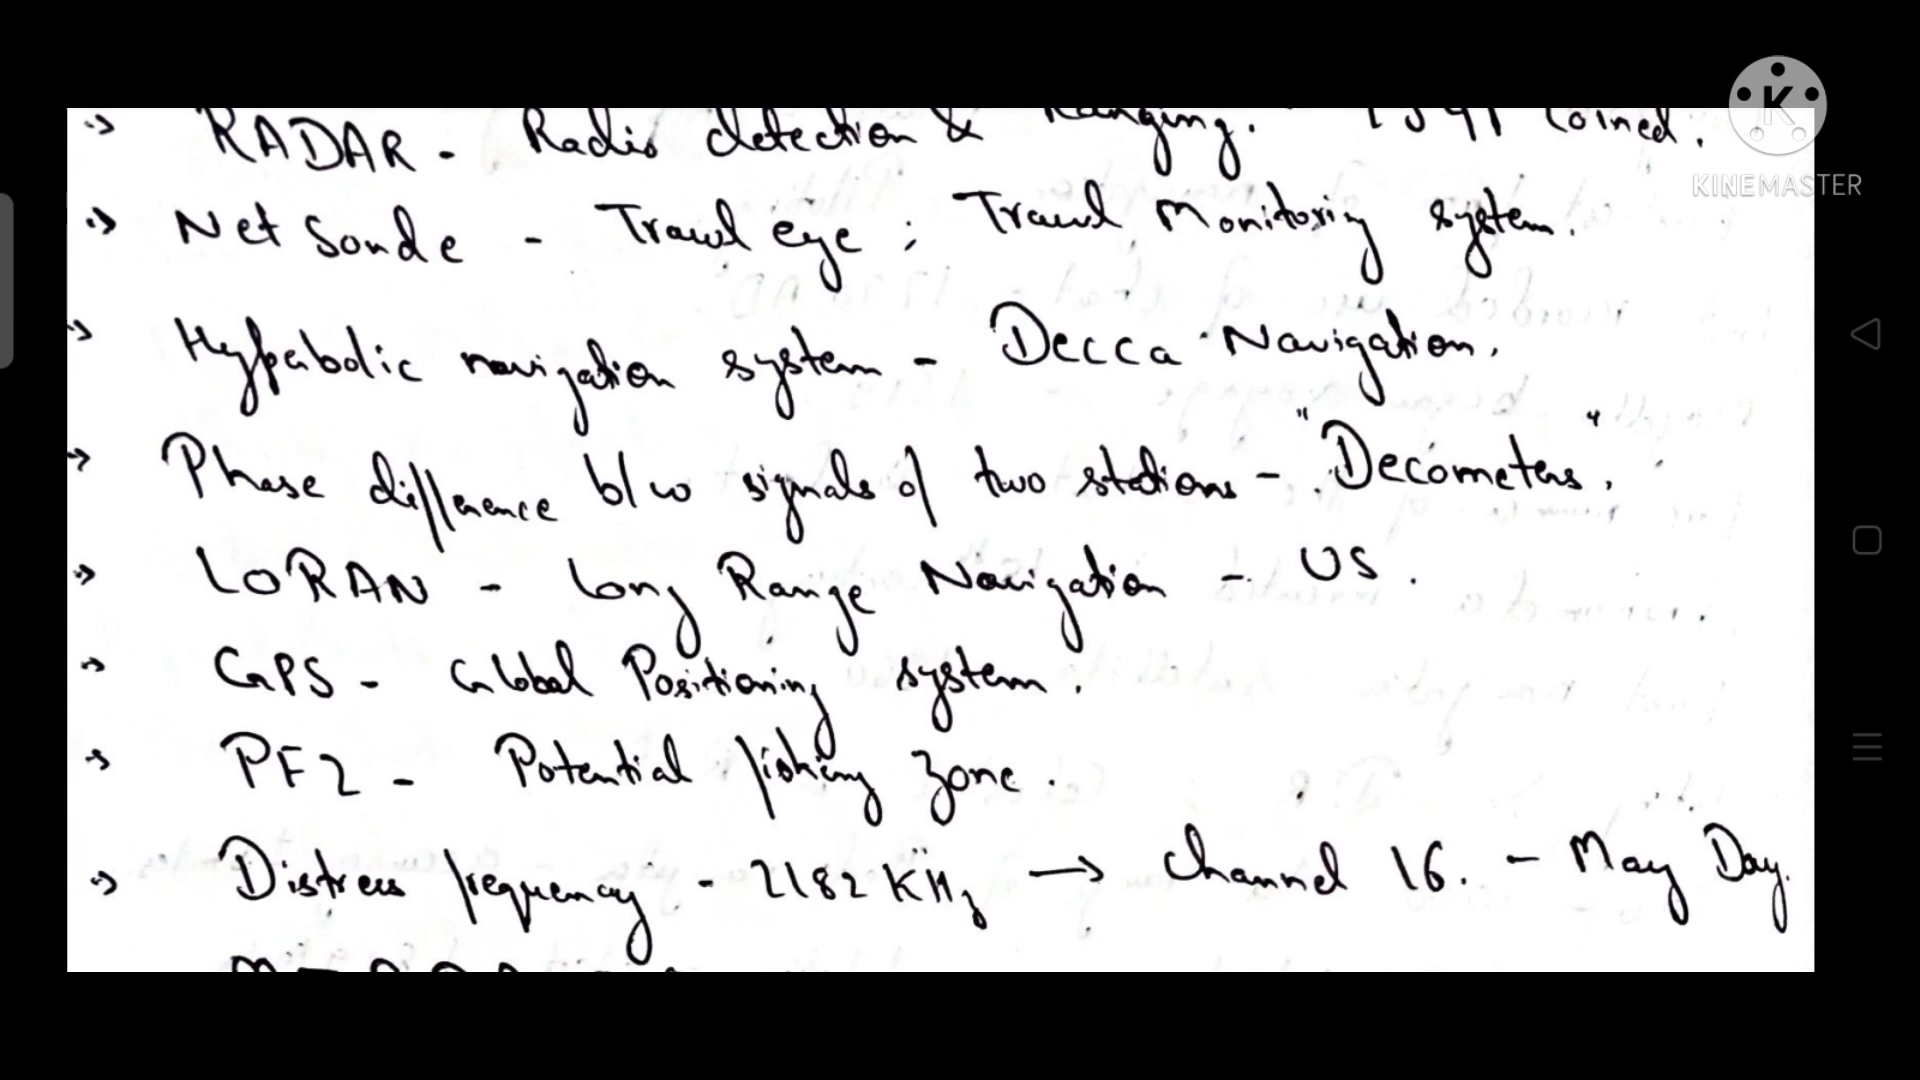 RADAR - Radio detection & Ranging. 1941 Coined.
Net Sonde - Trawl eye ; Trawl Monitoring system.
Hyperbolic navigation system - Decca Navigation.
Phase difference b/w signals of two stations - "Decometers."
LORAN - Long Range Navigation - US.
GPS - Global Positioning system.
PFZ - Potential fishing zone.
Distress frequency - 2182 KHz → Channel 16. - May Day.
KINEMASTER